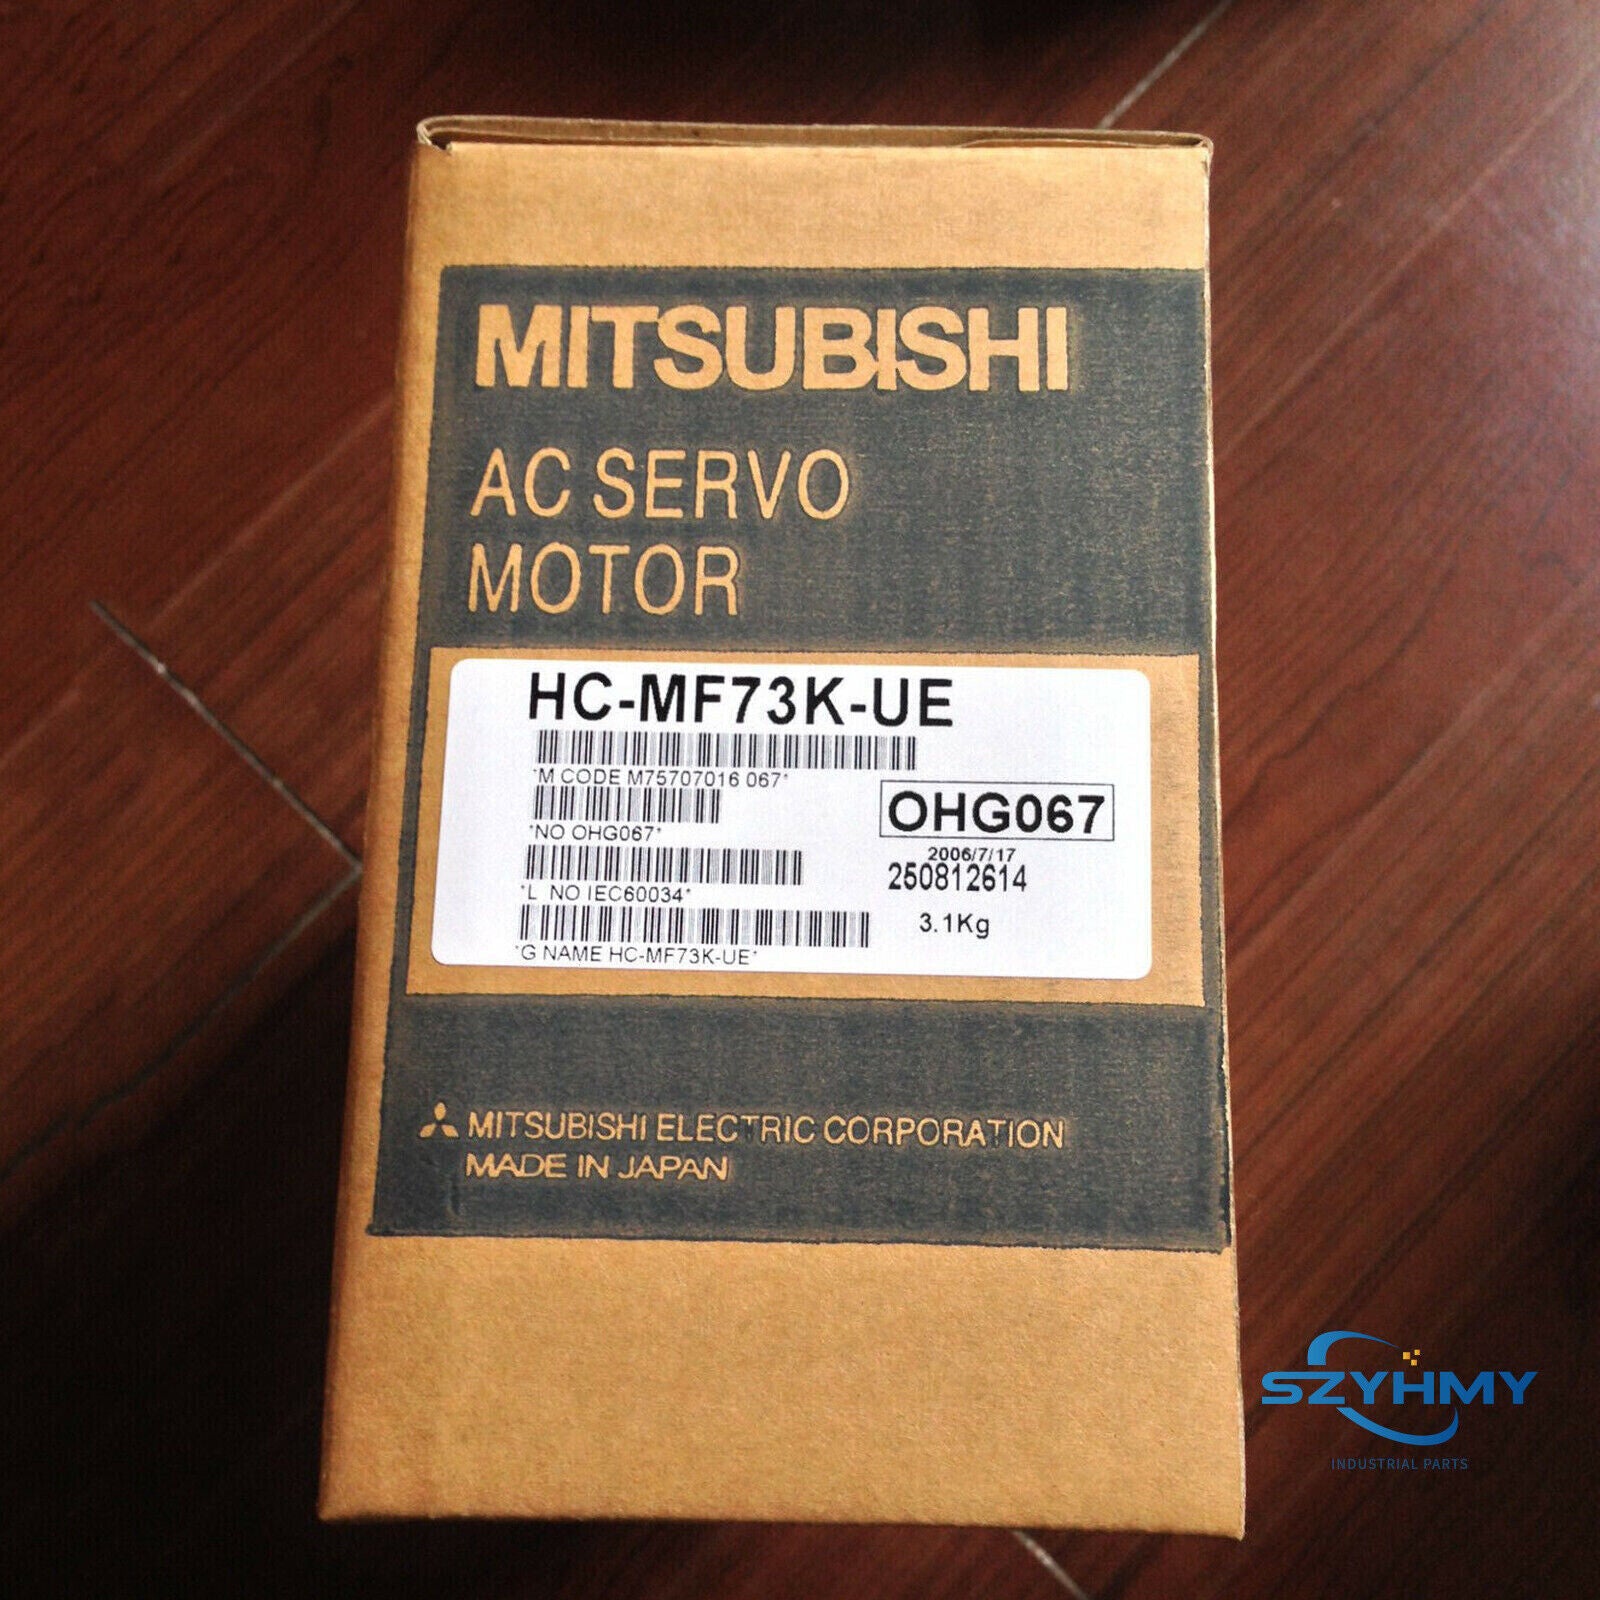 MITSUBISHI
AC SERVO
MOTOR
HC-MF73K-UE
*M CODE M75707016 067*
*NO OHG067*
OHG067
2006/7/17
250812614
*L NO IEC60034*
3.1Kg
*G NAME HC-MF73K-UE*
MITSUBISHI ELECTRIC CORPORATION
MADE IN JAPAN
SZYHMY
INDUSTRIAL PARTS